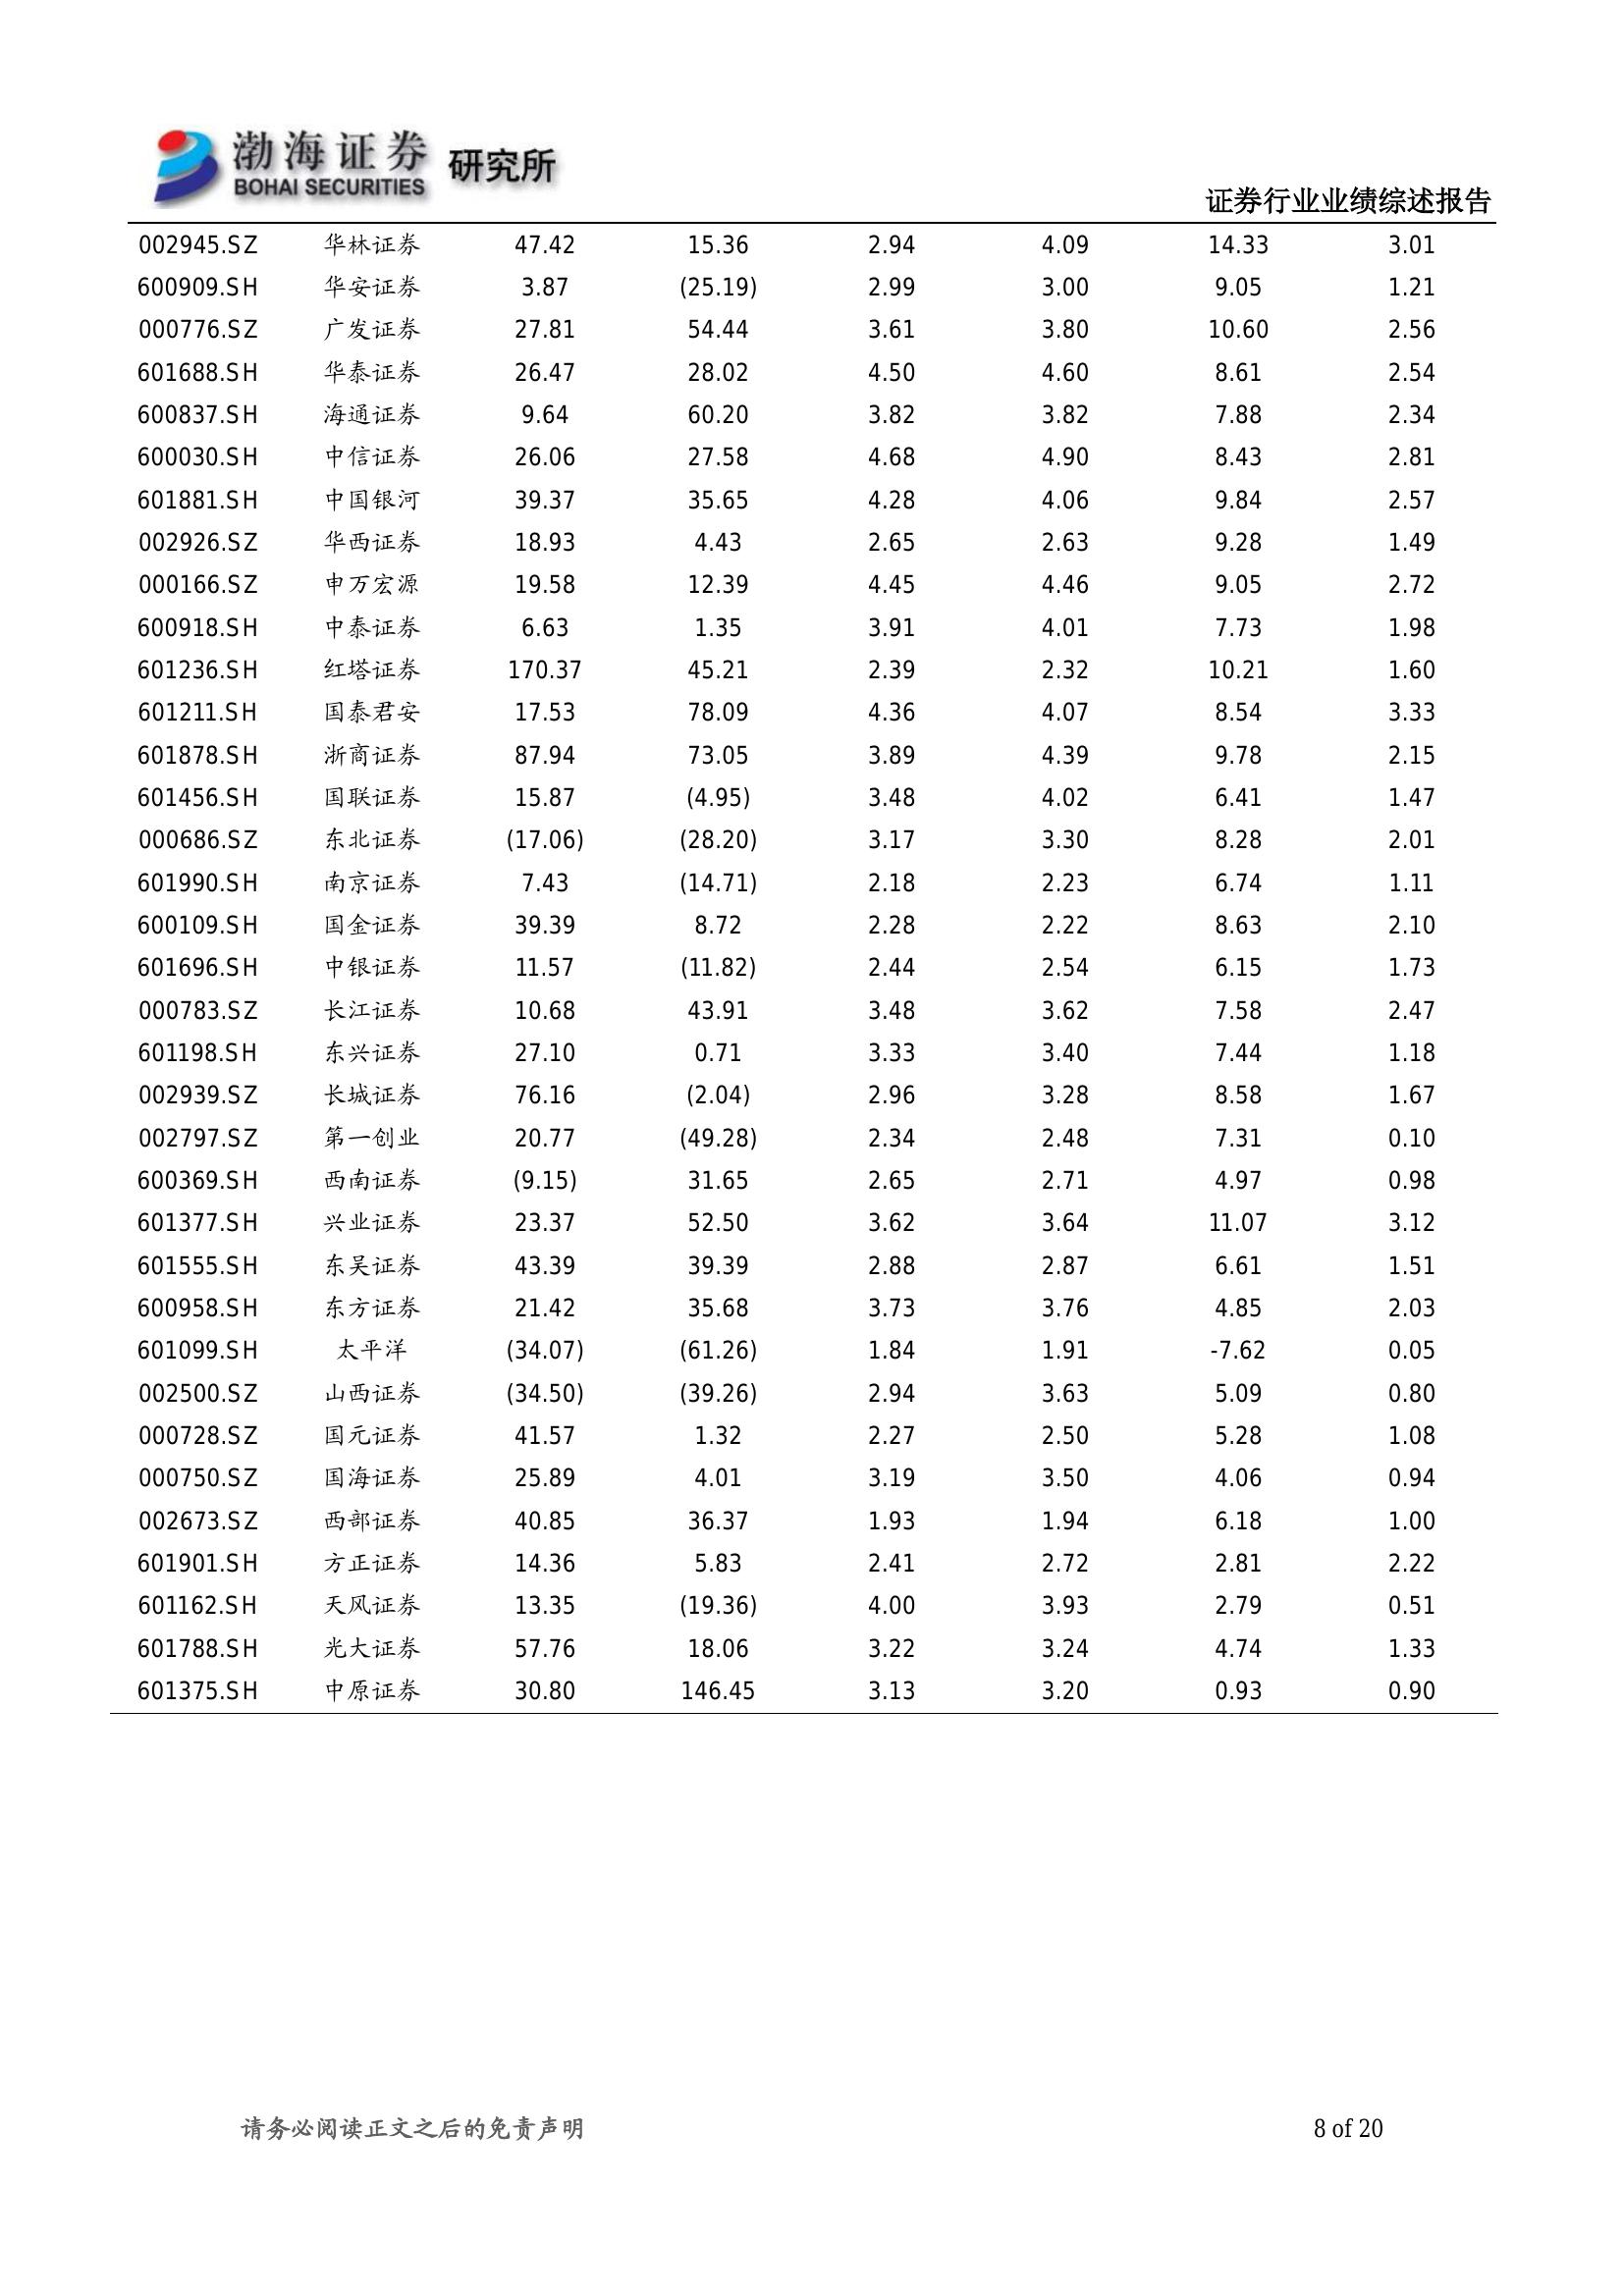 渤海证券 研究所
BOHAI SECURITIES
证券行业业绩综述报告
002945.SZ 华林证券 47.42 15.36 2.94 4.09 14.33 3.01
600909.SH 华安证券 3.87 (25.19) 2.99 3.00 9.05 1.21
000776.SZ 广发证券 27.81 54.44 3.61 3.80 10.60 2.56
601688.SH 华泰证券 26.47 28.02 4.50 4.60 8.61 2.54
600837.SH 海通证券 9.64 60.20 3.82 3.82 7.88 2.34
600030.SH 中信证券 26.06 27.58 4.68 4.90 8.43 2.81
601881.SH 中国银河 39.37 35.65 4.28 4.06 9.84 2.57
002926.SZ 华西证券 18.93 4.43 2.65 2.63 9.28 1.49
000166.SZ 申万宏源 19.58 12.39 4.45 4.46 9.05 2.72
600918.SH 中泰证券 6.63 1.35 3.91 4.01 7.73 1.98
601236.SH 红塔证券 170.37 45.21 2.39 2.32 10.21 1.60
601211.SH 国泰君安 17.53 78.09 4.36 4.07 8.54 3.33
601878.SH 浙商证券 87.94 73.05 3.89 4.39 9.78 2.15
601456.SH 国联证券 15.87 (4.95) 3.48 4.02 6.41 1.47
000686.SZ 东北证券 (17.06) (28.20) 3.17 3.30 8.28 2.01
601990.SH 南京证券 7.43 (14.71) 2.18 2.23 6.74 1.11
600109.SH 国金证券 39.39 8.72 2.28 2.22 8.63 2.10
601696.SH 中银证券 11.57 (11.82) 2.44 2.54 6.15 1.73
000783.SZ 长江证券 10.68 43.91 3.48 3.62 7.58 2.47
601198.SH 东兴证券 27.10 0.71 3.33 3.40 7.44 1.18
002939.SZ 长城证券 76.16 (2.04) 2.96 3.28 8.58 1.67
002797.SZ 第一创业 20.77 (49.28) 2.34 2.48 7.31 0.10
600369.SH 西南证券 (9.15) 31.65 2.65 2.71 4.97 0.98
601377.SH 兴业证券 23.37 52.50 3.62 3.64 11.07 3.12
601555.SH 东吴证券 43.39 39.39 2.88 2.87 6.61 1.51
600958.SH 东方证券 21.42 35.68 3.73 3.76 4.85 2.03
601099.SH 太平洋 (34.07) (61.26) 1.84 1.91 -7.62 0.05
002500.SZ 山西证券 (34.50) (39.26) 2.94 3.63 5.09 0.80
000728.SZ 国元证券 41.57 1.32 2.27 2.50 5.28 1.08
000750.SZ 国海证券 25.89 4.01 3.19 3.50 4.06 0.94
002673.SZ 西部证券 40.85 36.37 1.93 1.94 6.18 1.00
601901.SH 方正证券 14.36 5.83 2.41 2.72 2.81 2.22
601162.SH 天风证券 13.35 (19.36) 4.00 3.93 2.79 0.51
601788.SH 光大证券 57.76 18.06 3.22 3.24 4.74 1.33
601375.SH 中原证券 30.80 146.45 3.13 3.20 0.93 0.90
请务必阅读正文之后的免责声明 8 of 20